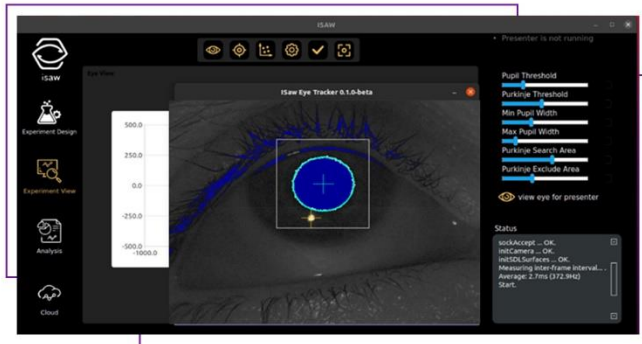 ISAW
isaw
Experiment Design
Experiment View
Analysis
Cloud
Eye View
500.0
250.0
0.0
-250.0
-500.0
-1000.0
ISaw Eye Tracker 0.1.0-beta
• Presenter is not running
Pupil Threshold
Purkinje Threshold
Min Pupil Width
Max Pupil Width
Purkinje Search Area
Purkinje Exclude Area
view eye for presenter
Status
sockAccept ... OK.
initCamera ... OK.
initSDLSurfaces ... OK.
Measuring inter-frame interval... .
Average: 2.7ms (372.9Hz)
Start.